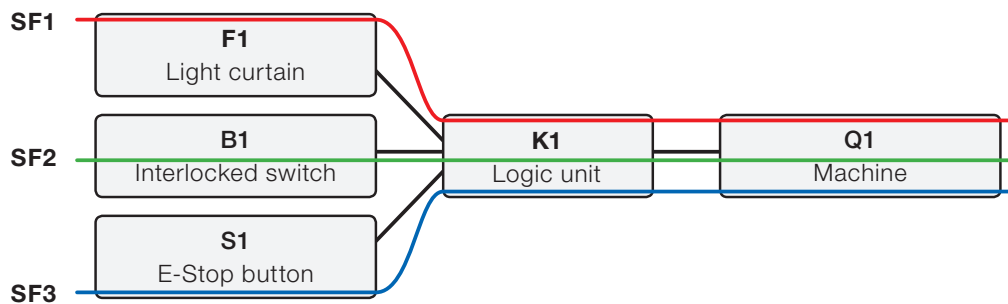 SF1
F1
Light curtain
SF2
B1
Interlocked switch
K1
Logic unit
Q1
Machine
S1
E-Stop button
SF3